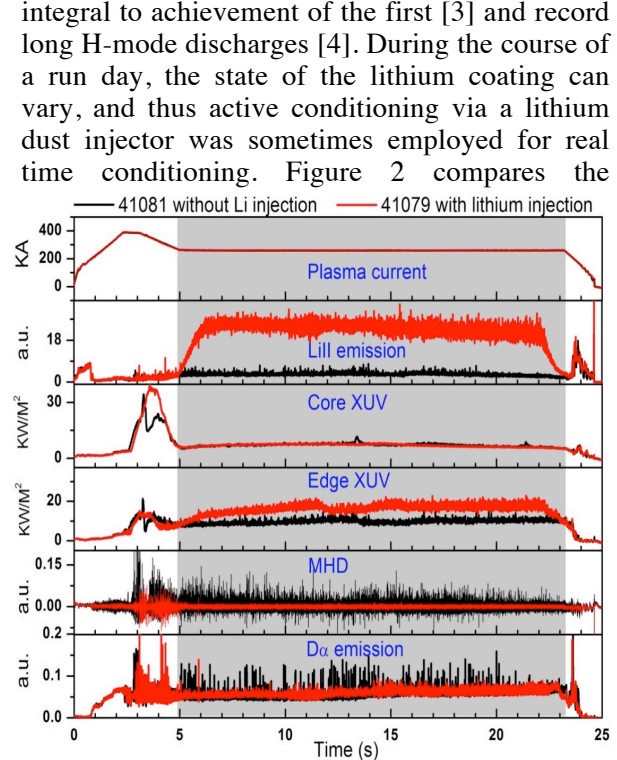 integral to achievement of the first [3] and record
long H-mode discharges [4]. During the course of
a run day, the state of the lithium coating can
vary, and thus active conditioning via a lithium
dust injector was sometimes employed for real
time conditioning. Figure 2 compares the
41081 without Li injection 41079 with lithium injection
400
200
0
KA
Plasma current
18
0
a.u.
LiII emission
30
0
KW/M²
Core XUV
20
0
KW/M²
Edge XUV
0.15
0.00
a.u.
MHD
0.2
0.1
0.0
a.u.
Dα emission
0 5 10 15 20 25
Time (s)